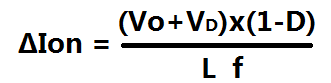 ΔIon = (Vo+VD)x(1-D)
L f